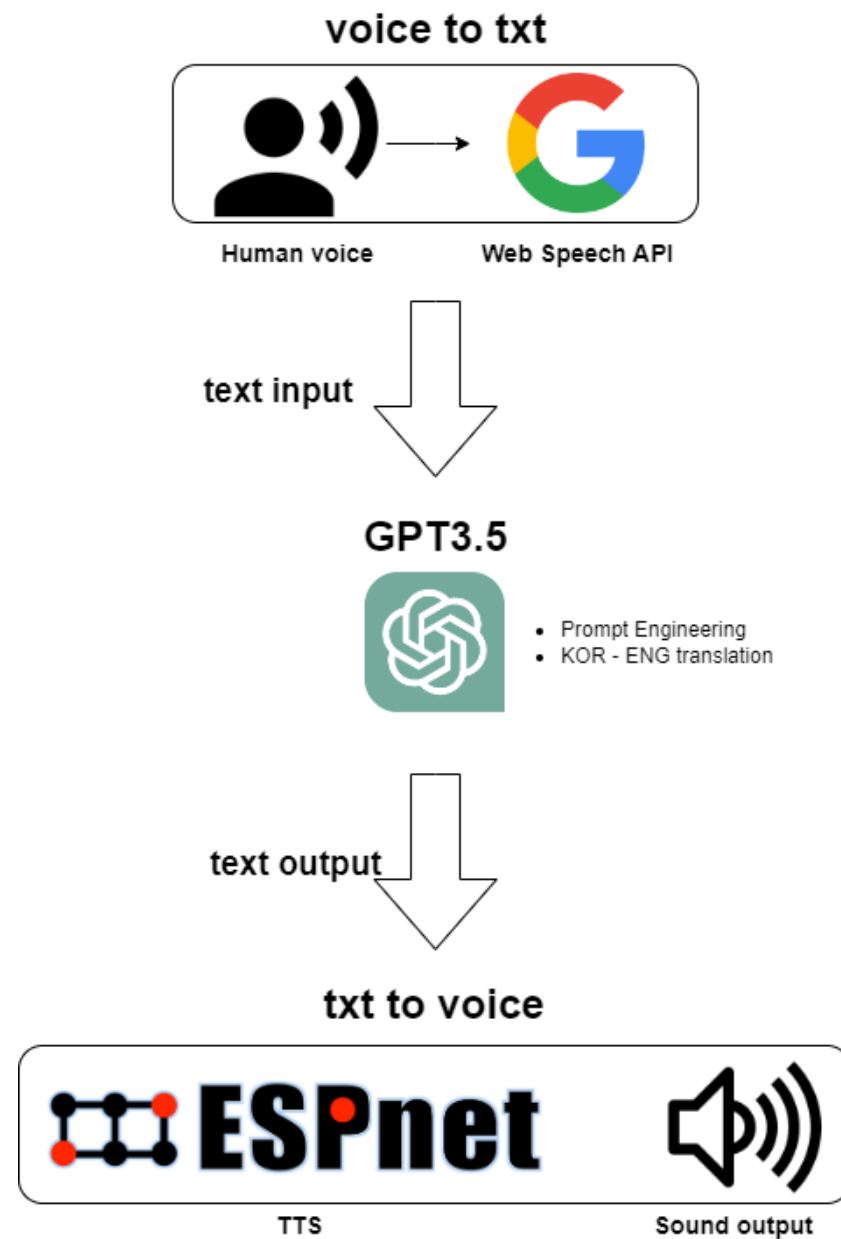 voice to txt
Human voice
Web Speech API
text input
GPT3.5
• Prompt Engineering
• KOR - ENG translation
text output
txt to voice
ESPnet
TTS
Sound output